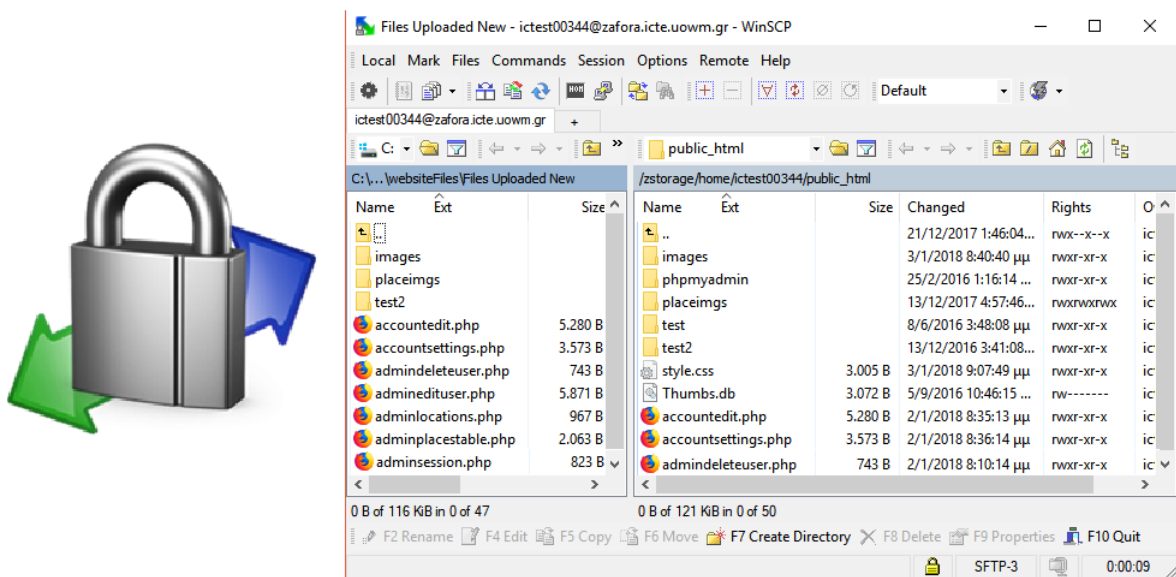 Files Uploaded New - ictest00344@zafora.icte.uowm.gr - WinSCP
Local Mark Files Commands Session Options Remote Help
Default
ictest00344@zafora.icte.uowm.gr +
C: » public_html
C:\...\websiteFiles\Files Uploaded New /zstorage/home/ictest00344/public_html
Name Ext Size Name Ext Size Changed Rights
.. .. 21/12/2017 1:46:04... rwx--x--x ic
images images 3/1/2018 8:40:40 μμ rwxr-xr-x ic
placeimgs phpmyadmin 25/2/2016 1:16:14 ... rwxr-xr-x ic
test2 placeimgs 13/12/2017 4:57:46... rwxrwxrwx ic
accountedit.php 5.280 B test 8/6/2016 3:48:08 μμ rwxr-xr-x ic
accountsettings.php 3.573 B test2 13/12/2016 3:41:08... rwxr-xr-x ic
admindeleteuser.php 743 B style.css 3.005 B 3/1/2018 9:07:49 μμ rwxr-xr-x ic
adminedituser.php 5.871 B Thumbs.db 3.072 B 5/9/2016 10:46:15 ... rw------- ic
adminlocations.php 967 B accountedit.php 5.280 B 2/1/2018 8:35:13 μμ rwxr-xr-x ic
adminplacestable.php 2.063 B accountsettings.php 3.573 B 2/1/2018 8:36:14 μμ rwxr-xr-x ic
adminsession.php 823 B admindeleteuser.php 743 B 2/1/2018 8:10:14 μμ rwxr-xr-x ic
0 B of 116 KiB in 0 of 47 0 B of 121 KiB in 0 of 50
F2 Rename F4 Edit F5 Copy F6 Move F7 Create Directory F8 Delete F9 Properties F10 Quit
SFTP-3 0:00:09